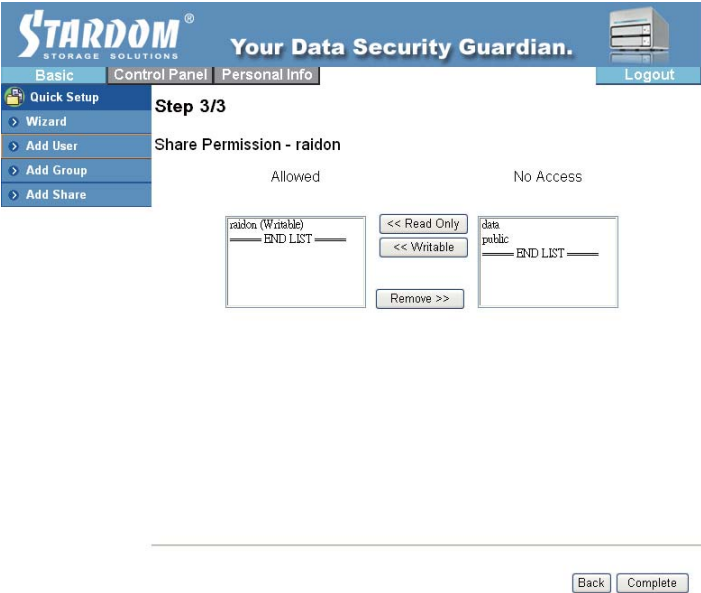 STARDOM®
STORAGE SOLUTIONS
Your Data Security Guardian.
Basic
Control Panel
Personal Info
Logout
Quick Setup
Wizard
Add User
Add Group
Add Share
Step 3/3
Share Permission - raidon
Allowed
No Access
raidon (Writable)
END LIST
<< Read Only
<< Writable
Remove >>
data
public
END LIST
Back
Complete